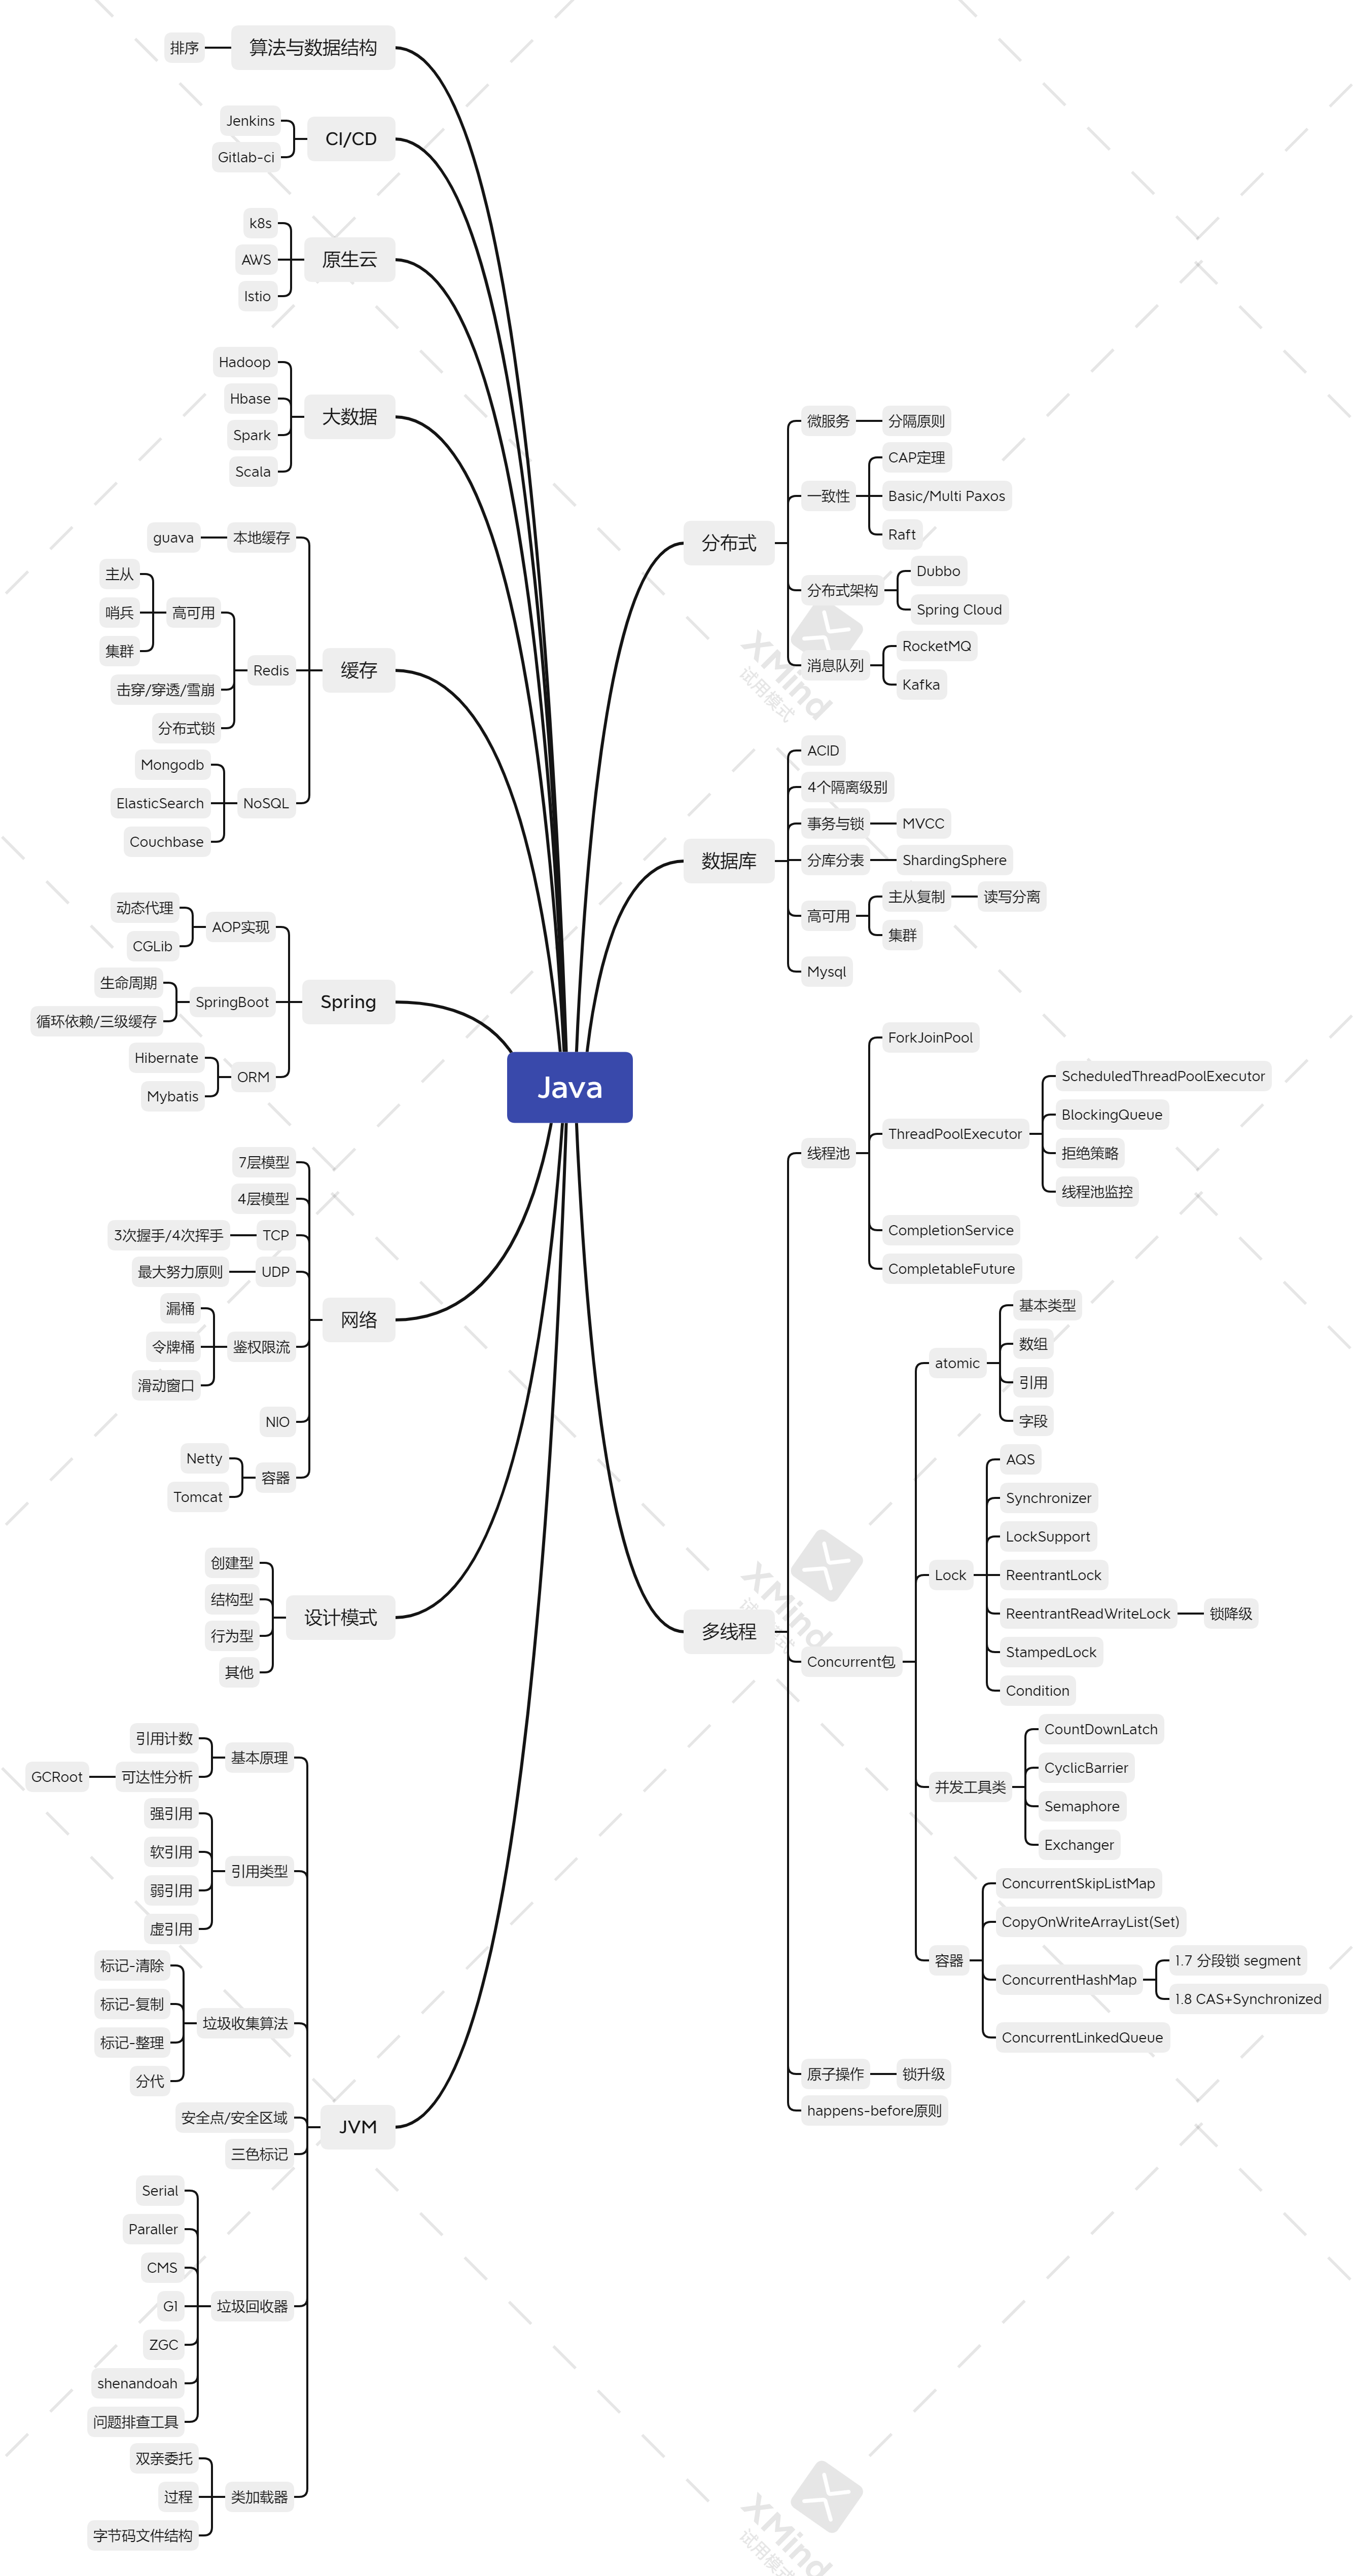 Java
分布式
微服务
分隔原则
一致性
CAP定理
Basic/Multi Paxos
Raft
分布式架构
Dubbo
Spring Cloud
消息队列
RocketMQ
Kafka
数据库
ACID
4个隔离级别
事务与锁
MVCC
分库分表
ShardingSphere
高可用
主从复制
读写分离
集群
Mysql
多线程
线程池
ForkJoinPool
ThreadPoolExecutor
ScheduledThreadPoolExecutor
BlockingQueue
拒绝策略
线程池监控
CompletionService
CompletableFuture
Concurrent包
atomic
基本类型
数组
引用
字段
Lock
AQS
Synchronizer
LockSupport
ReentrantLock
ReentrantReadWriteLock
锁降级
StampedLock
Condition
并发工具类
CountDownLatch
CyclicBarrier
Semaphore
Exchanger
容器
ConcurrentSkipListMap
CopyOnWriteArrayList(Set)
ConcurrentHashMap
1.7 分段锁 segment
1.8 CAS+Synchronized
ConcurrentLinkedQueue
原子操作
锁升级
happens-before原则
算法与数据结构
排序
CI/CD
Jenkins
Gitlab-ci
原生云
k8s
AWS
Istio
大数据
Hadoop
Hbase
Spark
Scala
缓存
本地缓存
guava
Redis
高可用
主从
哨兵
集群
击穿/穿透/雪崩
分布式锁
NoSQL
Mongodb
ElasticSearch
Couchbase
Spring
AOP实现
动态代理
CGLib
SpringBoot
生命周期
循环依赖/三级缓存
ORM
Hibernate
Mybatis
网络
7层模型
4层模型
TCP
3次握手/4次挥手
UDP
最大努力原则
鉴权限流
漏桶
令牌桶
滑动窗口
NIO
容器
Netty
Tomcat
设计模式
创建型
结构型
行为型
其他
JVM
基本原理
引用计数
可达性分析
GCRoot
引用类型
强引用
软引用
弱引用
虚引用
垃圾收集算法
标记-清除
标记-复制
标记-整理
分代
安全点/安全区域
三色标记
垃圾回收器
Serial
Paraller
CMS
G1
ZGC
shenandoah
问题排查工具
类加载器
双亲委托
过程
字节码文件结构
XMind
试用模式
XMind
试用模式
XMind
试用模式